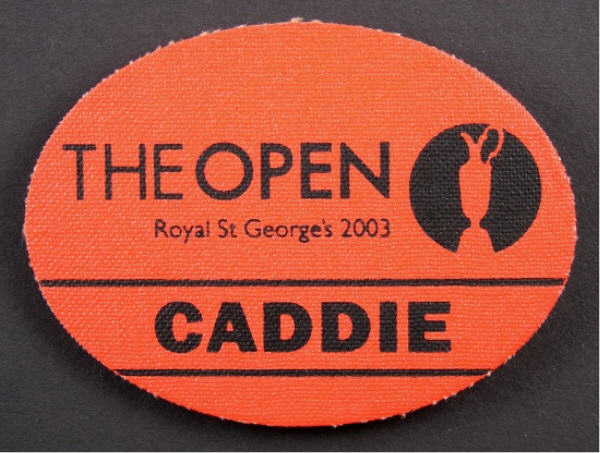 THE OPEN
Royal St George's 2003
CADDIE